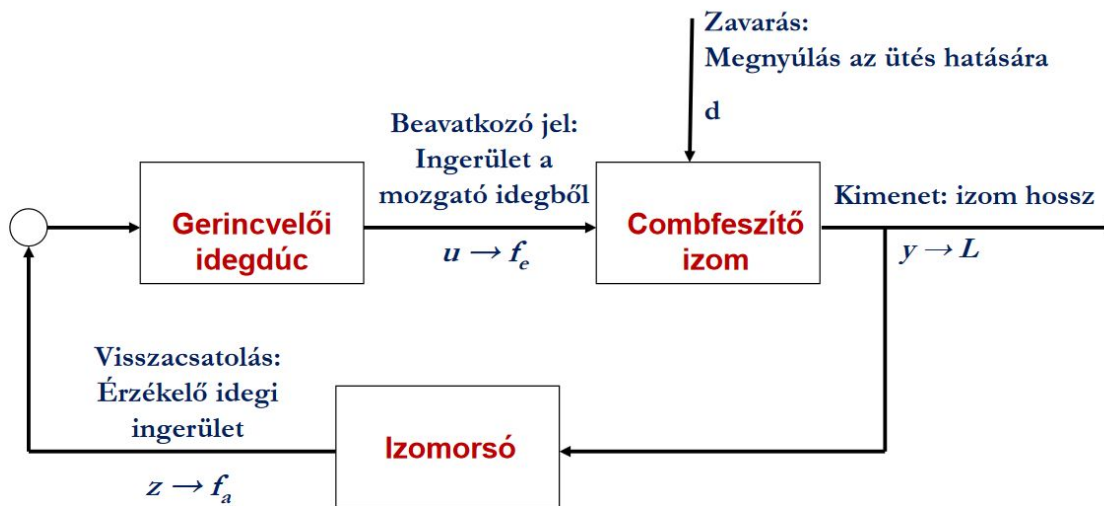 Zavarás:
Megnyúlás az ütés hatására
d
Beavatkozó jel:
Ingerület a
mozgató idegből
u → fₑ
Gerincvelői
idegdúc
Combfeszítő
izom
Kimenet: izom hossz
y → L
Visszacsatolás:
Érzékelő idegi
ingerület
z → fₐ
Izomorsó